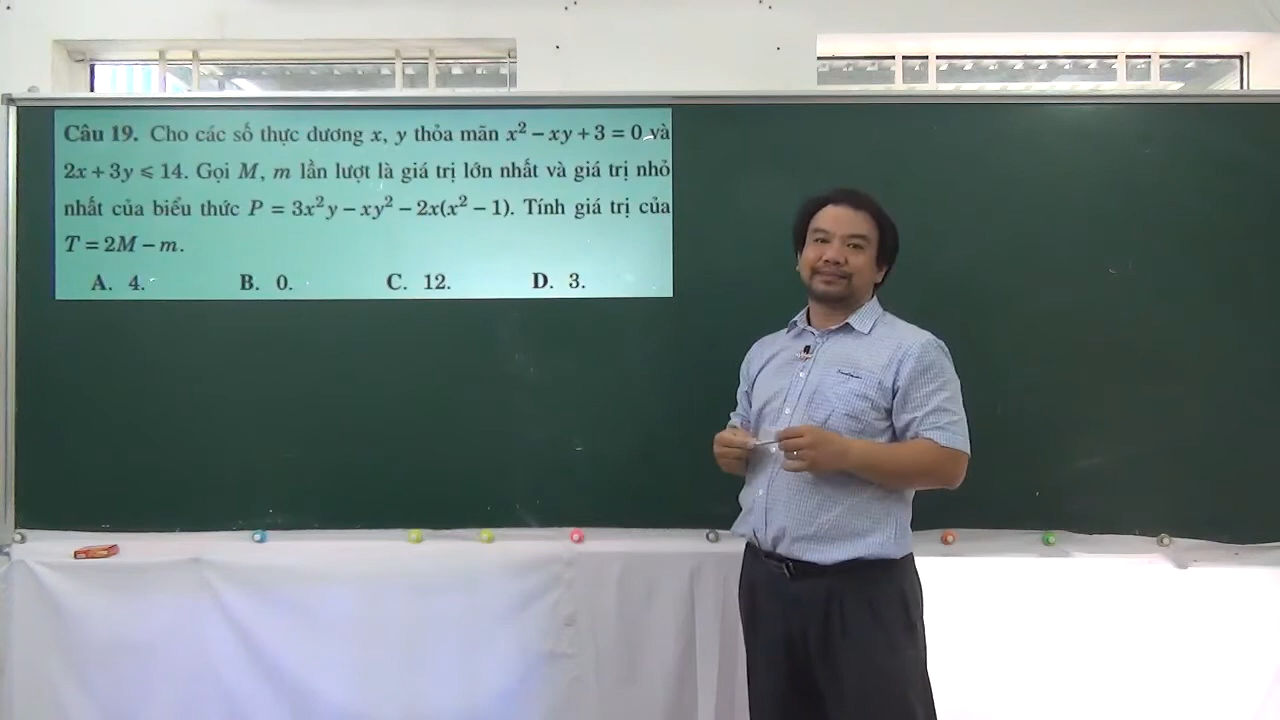 Câu 19. Cho các số thực dương x, y thỏa mãn x² − xy + 3 = 0 và
2x + 3y ⩽ 14. Gọi M, m lần lượt là giá trị lớn nhất và giá trị nhỏ
nhất của biểu thức P = 3x²y − xy² − 2x(x² − 1). Tính giá trị của
T = 2M − m.
A. 4. B. 0. C. 12. D. 3.